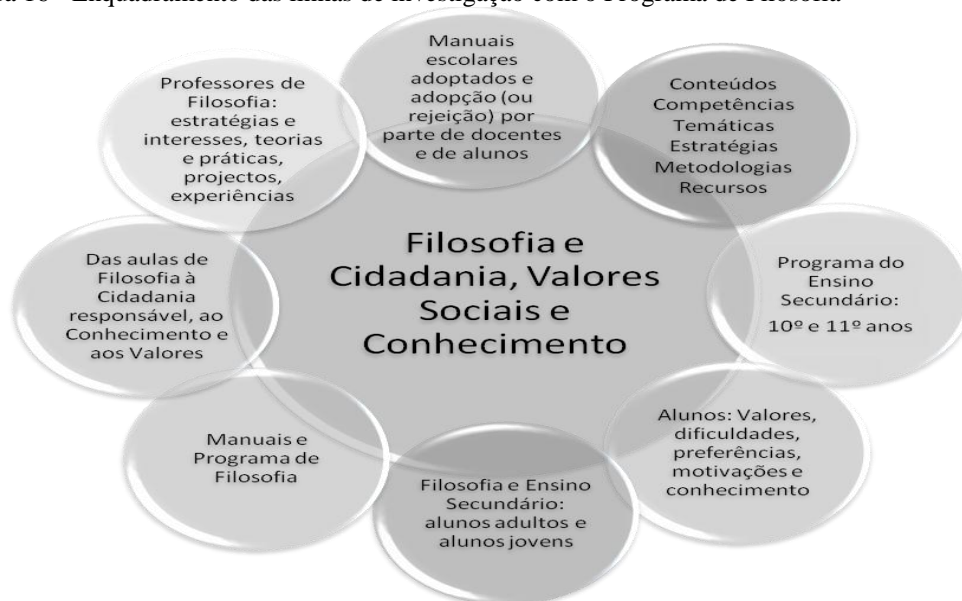 Manuais
escolares
adoptados e
adopção (ou
rejeição) por
parte de docentes
e de alunos
Conteúdos
Competências
Temáticas
Estratégias
Metodologias
Recursos
Programa do
Ensino
Secundário:
10º e 11º anos
Alunos: Valores,
dificuldades,
preferências,
motivações e
conhecimento
Filosofia e Ensino
Secundário:
alunos adultos e
alunos jovens
Manuais e
Programa de
Filosofia
Das aulas de
Filosofia à
Cidadania
responsável, ao
Conhecimento e
aos Valores
Professores de
Filosofia:
estratégias e
interesses, teorias
e práticas,
projectos,
experiências
Filosofia e
Cidadania, Valores
Sociais e
Conhecimento